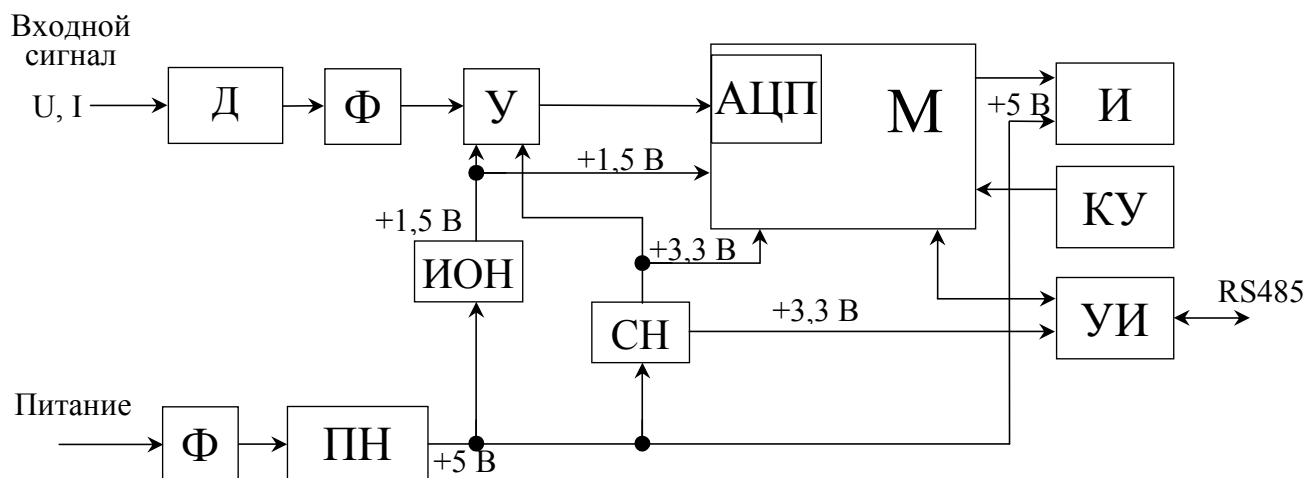 Входной
сигнал
U, I
Д
Ф
У
АЦП
М
+5 В
И
+1,5 В
КУ
+1,5 В
ИОН
+3,3 В
СН
+3,3 В
УИ
RS485
Питание
Ф
ПН
+5 В